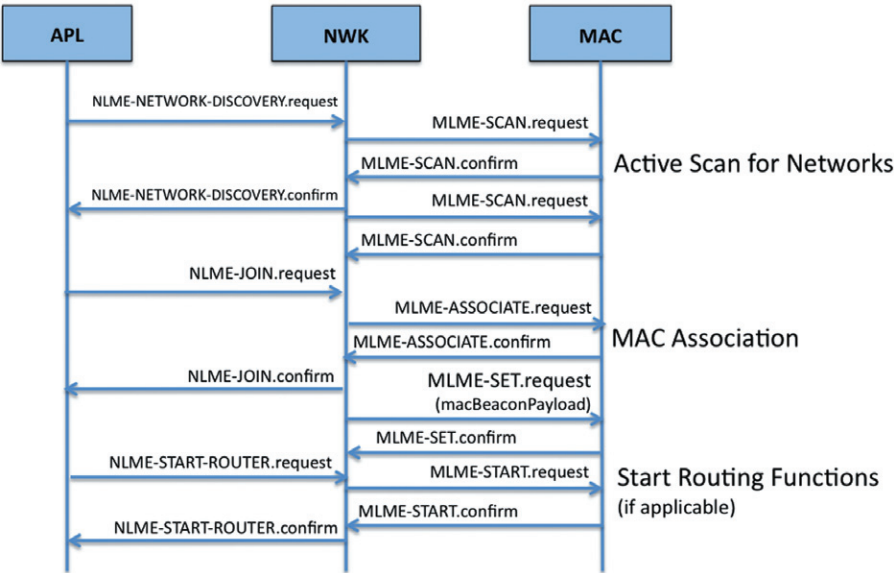 APL
NWK
MAC
NLME-NETWORK-DISCOVERY.request
MLME-SCAN.request
MLME-SCAN.confirm
Active Scan for Networks
NLME-NETWORK-DISCOVERY.confirm
MLME-SCAN.request
MLME-SCAN.confirm
NLME-JOIN.request
MLME-ASSOCIATE.request
MAC Association
MLME-ASSOCIATE.confirm
NLME-JOIN.confirm
MLME-SET.request
(macBeaconPayload)
MLME-SET.confirm
NLME-START-ROUTER.request
MLME-START.request
Start Routing Functions
(if applicable)
MLME-START.confirm
NLME-START-ROUTER.confirm